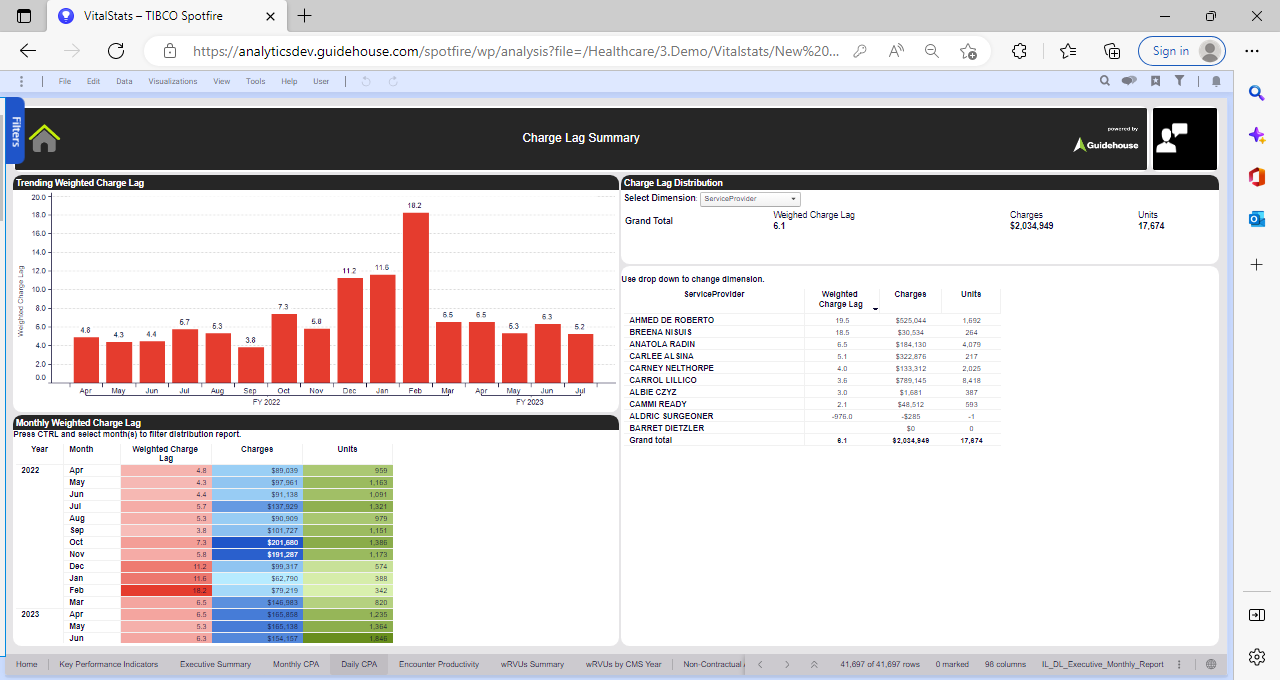 VitalStats – TIBCO Spotfire
https://analyticsdev.guidehouse.com/spotfire/wp/analysis?file=/Healthcare/3.Demo/Vitalstats/New%20...
Sign in
File Edit Data Visualizations View Tools Help User
Filters
Charge Lag Summary
powered by
Guidehouse
Trending Weighted Charge Lag
Weighted Charge Lag
20.0
18.0
16.0
14.0
12.0
10.0
8.0
6.0
4.0
2.0
0.0
4.8 4.3 4.4 5.7 5.3 3.8 7.3 5.8 11.2 11.6 18.2 6.5 6.5 5.3 6.3 5.2
Apr May Jun Jul Aug Sep Oct Nov Dec Jan Feb Mar Apr May Jun Jul
FY 2022 FY 2023
Charge Lag Distribution
Select Dimension: ServiceProvider
Weighed Charge Lag Charges Units
Grand Total 6.1 $2,034,949 17,674
Use drop down to change dimension.
ServiceProvider Weighted Charge Lag Charges Units
AHMED DE ROBERTO 19.5 $525,044 1,692
BREENA NISUIS 18.5 $30,534 264
ANATOLA RADIN 6.5 $184,130 4,079
CARLEE ALSINA 5.1 $322,876 217
CARNEY NELTHORPE 4.0 $133,312 2,025
CARROL LILLICO 3.6 $789,145 8,418
ALBIE CZYZ 3.0 $1,681 387
CAMMI READY 2.1 $48,512 593
ALDRIC SURGEONER -976.0 -$285 -1
BARRET DIETZLER $0 0
Grand total 6.1 $2,034,949 17,674
Monthly Weighted Charge Lag
Press CTRL and select month(s) to filter distribution report.
Year Month Weighted Charge Lag Charges Units
2022 Apr 4.8 $89,039 959
May 4.3 $97,961 1,163
Jun 4.4 $91,138 1,091
Jul 5.7 $137,929 1,321
Aug 5.3 $90,909 979
Sep 3.8 $101,727 1,151
Oct 7.3 $201,680 1,386
Nov 5.8 $191,287 1,173
Dec 11.2 $99,317 574
Jan 11.6 $62,790 388
Feb 18.2 $79,219 342
Mar 6.5 $146,983 820
2023 Apr 6.5 $165,858 1,235
May 5.3 $165,138 1,364
Jun 6.3 $154,157 1,846
Home Key Performance Indicators Executive Summary Monthly CPA Daily CPA Encounter Productivity wRVUs Summary wRVUs by CMS Year Non-Contractual 41,697 of 41,697 rows 0 marked 98 columns IL_DL_Executive_Monthly_Report